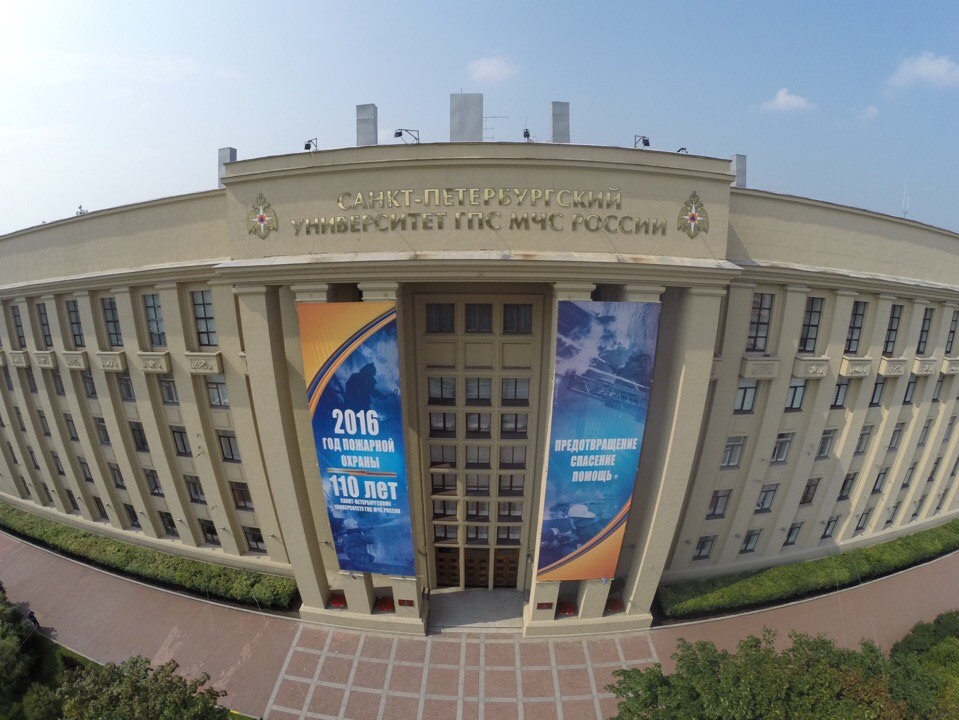 САНКТ-ПЕТЕРБУРГСКИЙ
УНИВЕРСИТЕТ ГПС МЧС РОССИИ
2016
ГОД ПОЖАРНОЙ
ОХРАНЫ
110 лет
САНКТ-ПЕТЕРБУРГСКОМУ
УНИВЕРСИТЕТУ ГПС МЧС РОССИИ
ПРЕДОТВРАЩЕНИЕ
СПАСЕНИЕ
ПОМОЩЬ